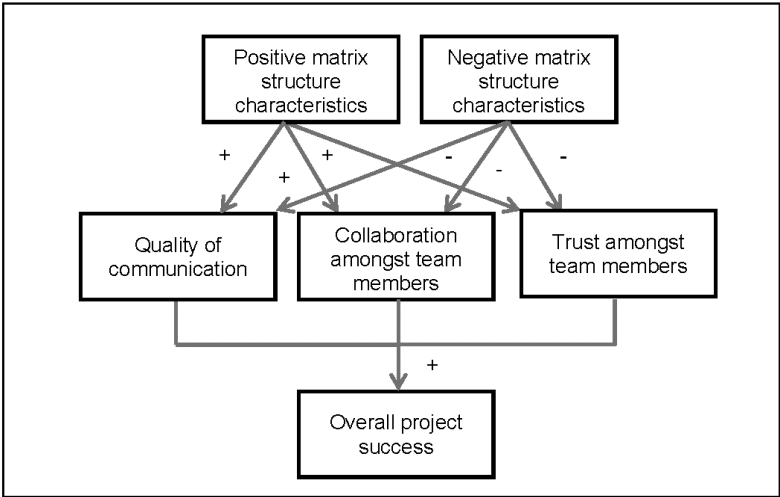 Positive matrix
structure
characteristics
Negative matrix
structure
characteristics
+
+
-
-
+
-
Quality of
communication
Collaboration
amongst team
members
Trust amongst
team members
+
Overall project
success